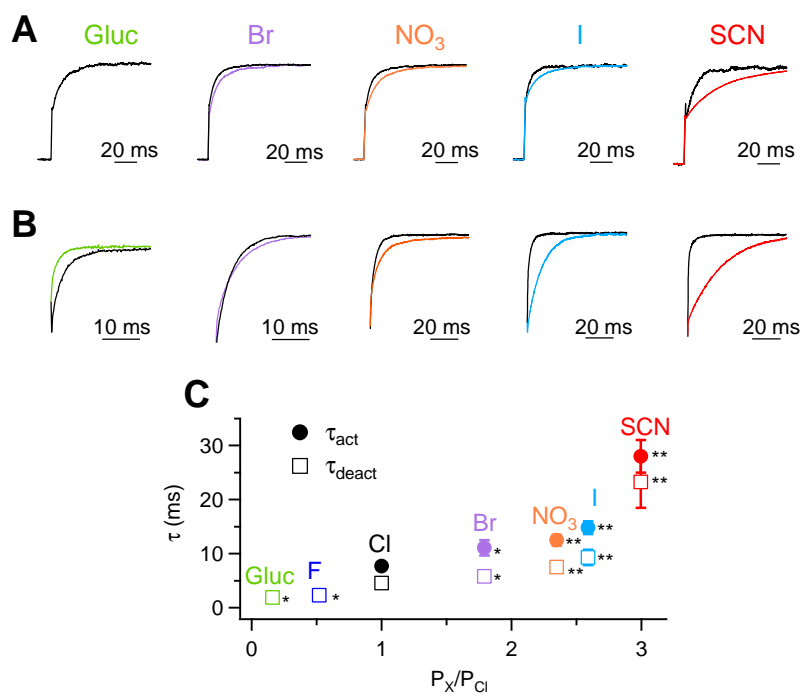 A
Gluc Br NO3 I SCN
20 ms 20 ms 20 ms 20 ms 20 ms
B
10 ms 10 ms 20 ms 20 ms 20 ms
C
τact
τdeact
SCN
**
**
I
NO3
Br
**
**
**
**
*
*
Cl
F
Gluc
*
*
τ (ms)
30
20
10
0
0 1 2 3
PX/PCl